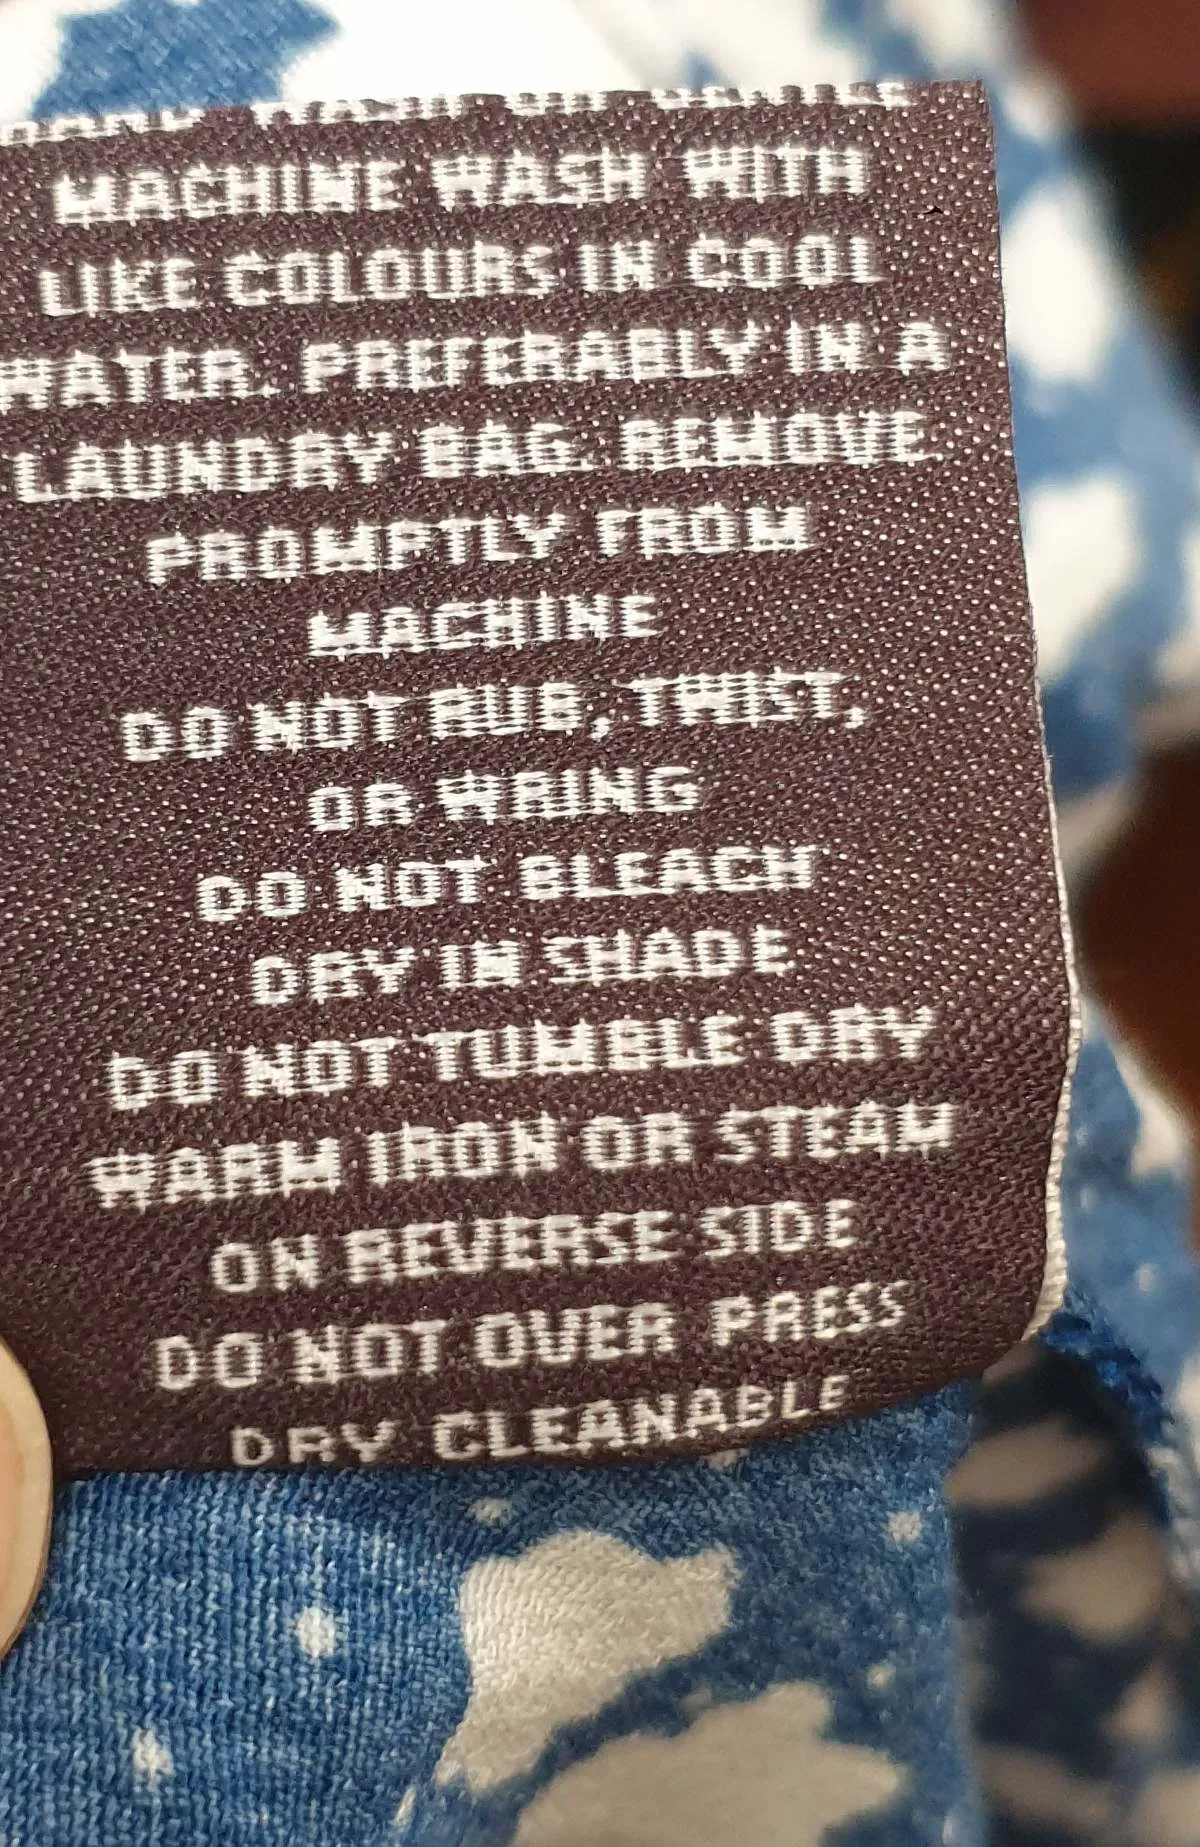 MACHINE WASH WITH
LIKE COLOURS IN COOL
WATER. PREFERABLY IN A
LAUNDRY BAG. REMOVE
PROMPTLY FROM
MACHINE
DO NOT RUB, TWIST,
OR WRING
DO NOT BLEACH
DRY IN SHADE
DO NOT TUMBLE DRY
WARM IRON OR STEAM
ON REVERSE SIDE
DO NOT OVER PRESS
DRY CLEANABLE